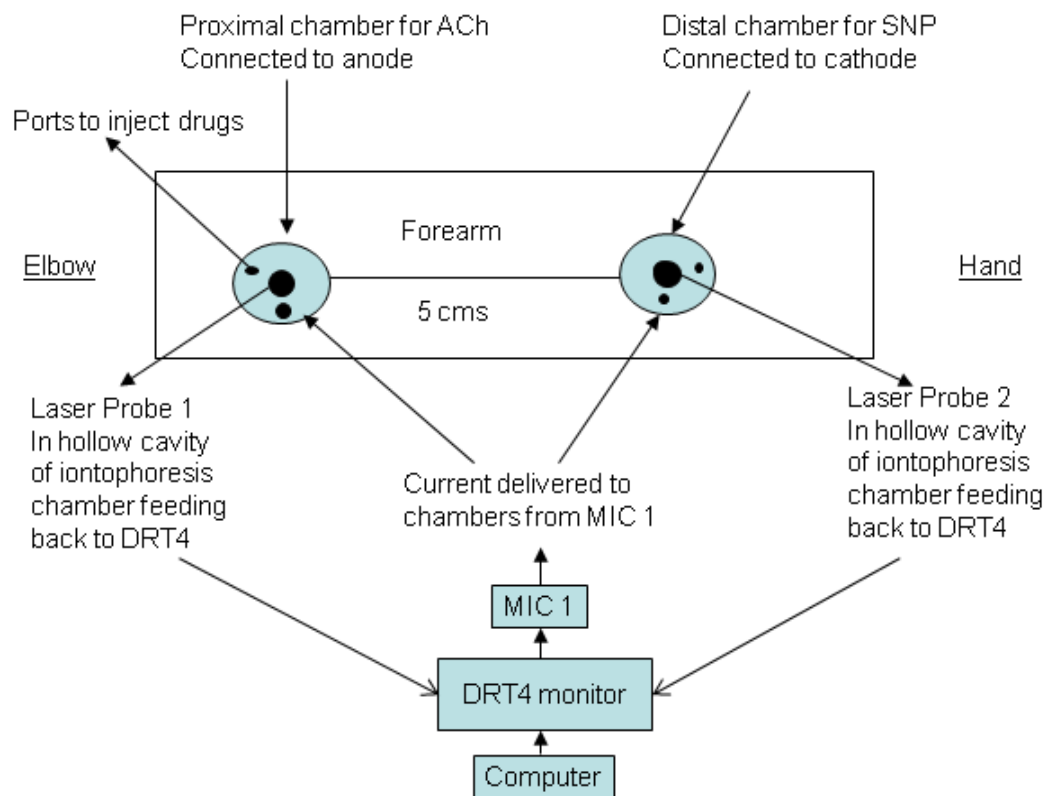 Proximal chamber for ACh
Connected to anode
Distal chamber for SNP
Connected to cathode
Ports to inject drugs
Forearm
Elbow
Hand
5 cms
Laser Probe 1
In hollow cavity
of iontophoresis
chamber feeding
back to DRT4
Current delivered to
chambers from MIC 1
Laser Probe 2
In hollow cavity
of iontophoresis
chamber feeding
back to DRT4
MIC 1
DRT4 monitor
Computer